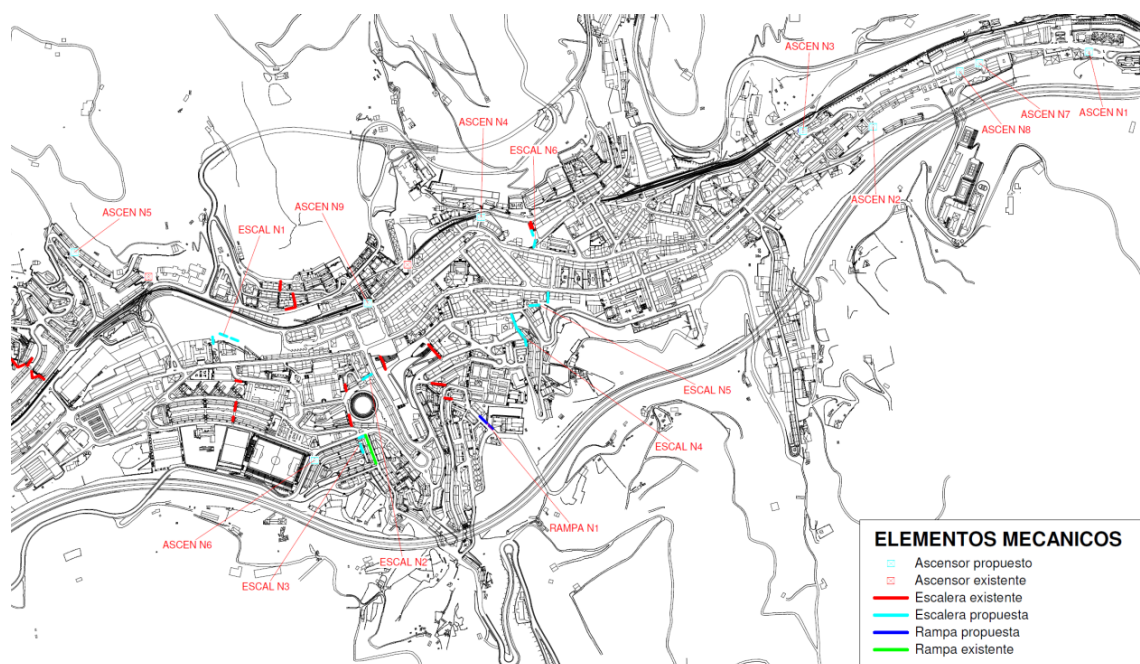 ASCEN N3
ASCEN N7
ASCEN N1
ASCEN N8
ASCEN N4
ESCAL N6
ASCEN N2
ASCEN N9
ASCEN N5
ESCAL N1
ESCAL N5
ESCAL N4
RAMPA N1
ASCEN N6
ESCAL N2
ESCAL N3
ELEMENTOS MECANICOS
Ascensor propuesto
Ascensor existente
Escalera existente
Escalera propuesta
Rampa propuesta
Rampa existente